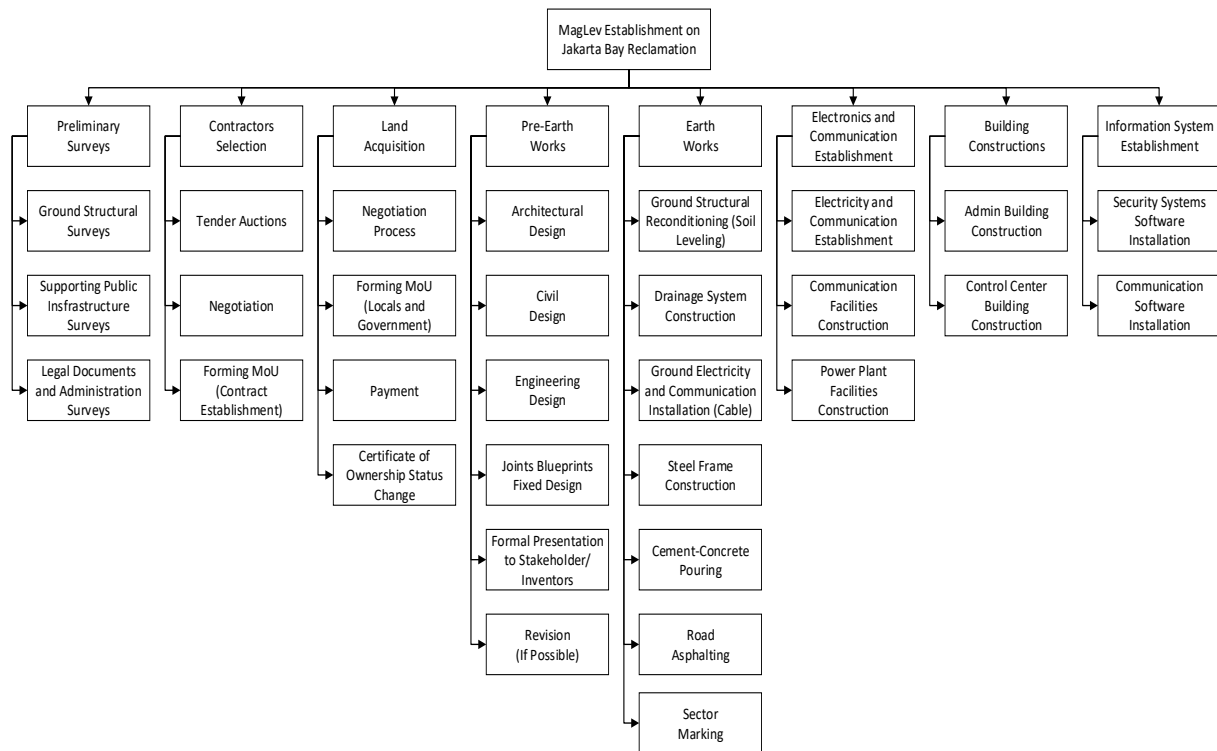 MagLev Establishment on
Jakarta Bay Reclamation
Preliminary
Surveys
Ground Structural
Surveys
Supporting Public
Insfrastructure
Surveys
Legal Documents
and Administration
Surveys
Contractors
Selection
Tender Auctions
Negotiation
Forming MoU
(Contract
Establishment)
Land
Acquisition
Negotiation
Process
Forming MoU
(Locals and
Government)
Payment
Certificate of
Ownership Status
Change
Pre-Earth
Works
Architectural
Design
Civil
Design
Engineering
Design
Joints Blueprints
Fixed Design
Formal Presentation
to Stakeholder/
Inventors
Revision
(If Possible)
Earth
Works
Ground Structural
Reconditioning (Soil
Leveling)
Drainage System
Construction
Ground Electricity
and Communication
Installation (Cable)
Steel Frame
Construction
Cement-Concrete
Pouring
Road
Asphalting
Sector
Marking
Electronics and
Communication
Establishment
Electricity and
Communication
Establishment
Communication
Facilities
Construction
Power Plant
Facilities
Construction
Building
Constructions
Admin Building
Construction
Control Center
Building
Construction
Information System
Establishment
Security Systems
Software
Installation
Communication
Software
Installation